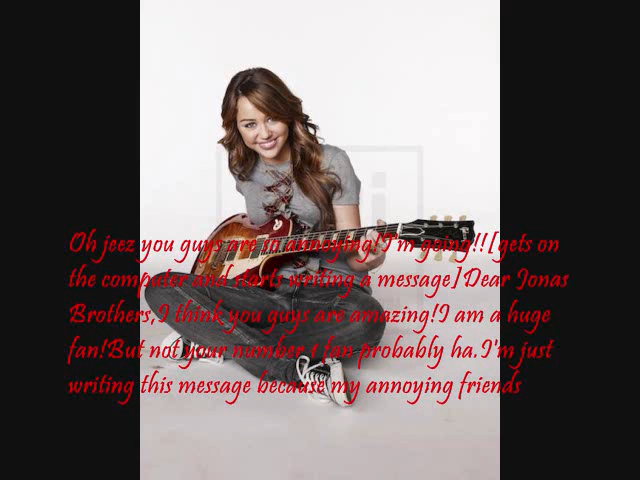 Oh jeez you guys are so annoying!I'm going!![gets on
the computer and starts writing a message]Dear Jonas
Brothers,I think you guys are amazing!I am a huge
fan!But not your number 1 fan probably ha.I'm just
writing this message because my annoying friends